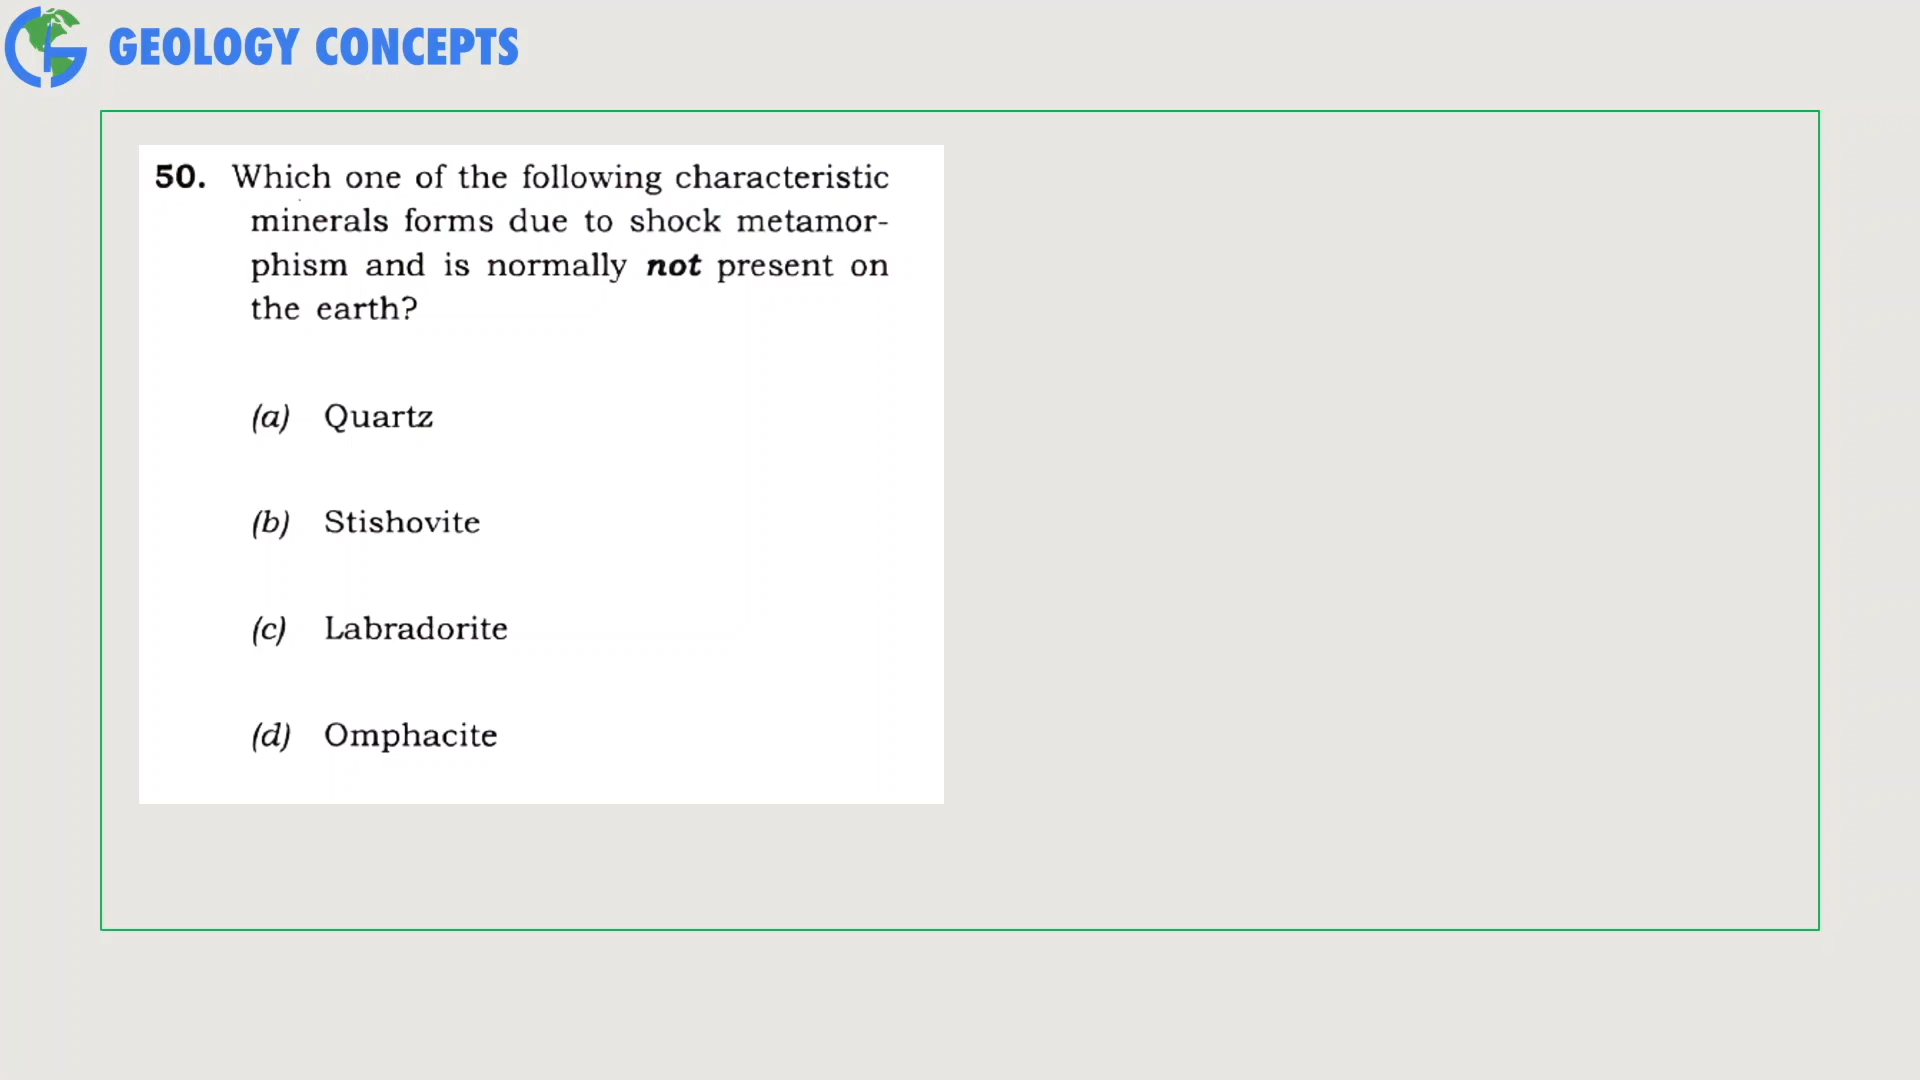 GEOLOGY CONCEPTS
50. Which one of the following characteristic
minerals forms due to shock metamor-
phism and is normally not present on
the earth?
(a) Quartz
(b) Stishovite
(c) Labradorite
(d) Omphacite